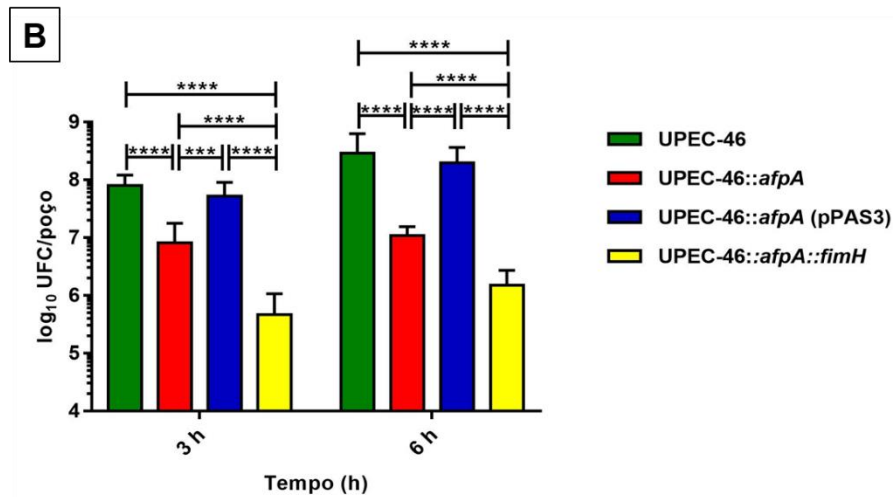 B
****
****
****
****
**** *** ****
**** **** ****
9
8
7
6
5
4
log₁₀ UFC/poço
3 h
6 h
Tempo (h)
UPEC-46
UPEC-46::afpA
UPEC-46::afpA (pPAS3)
UPEC-46::afpA::fimH